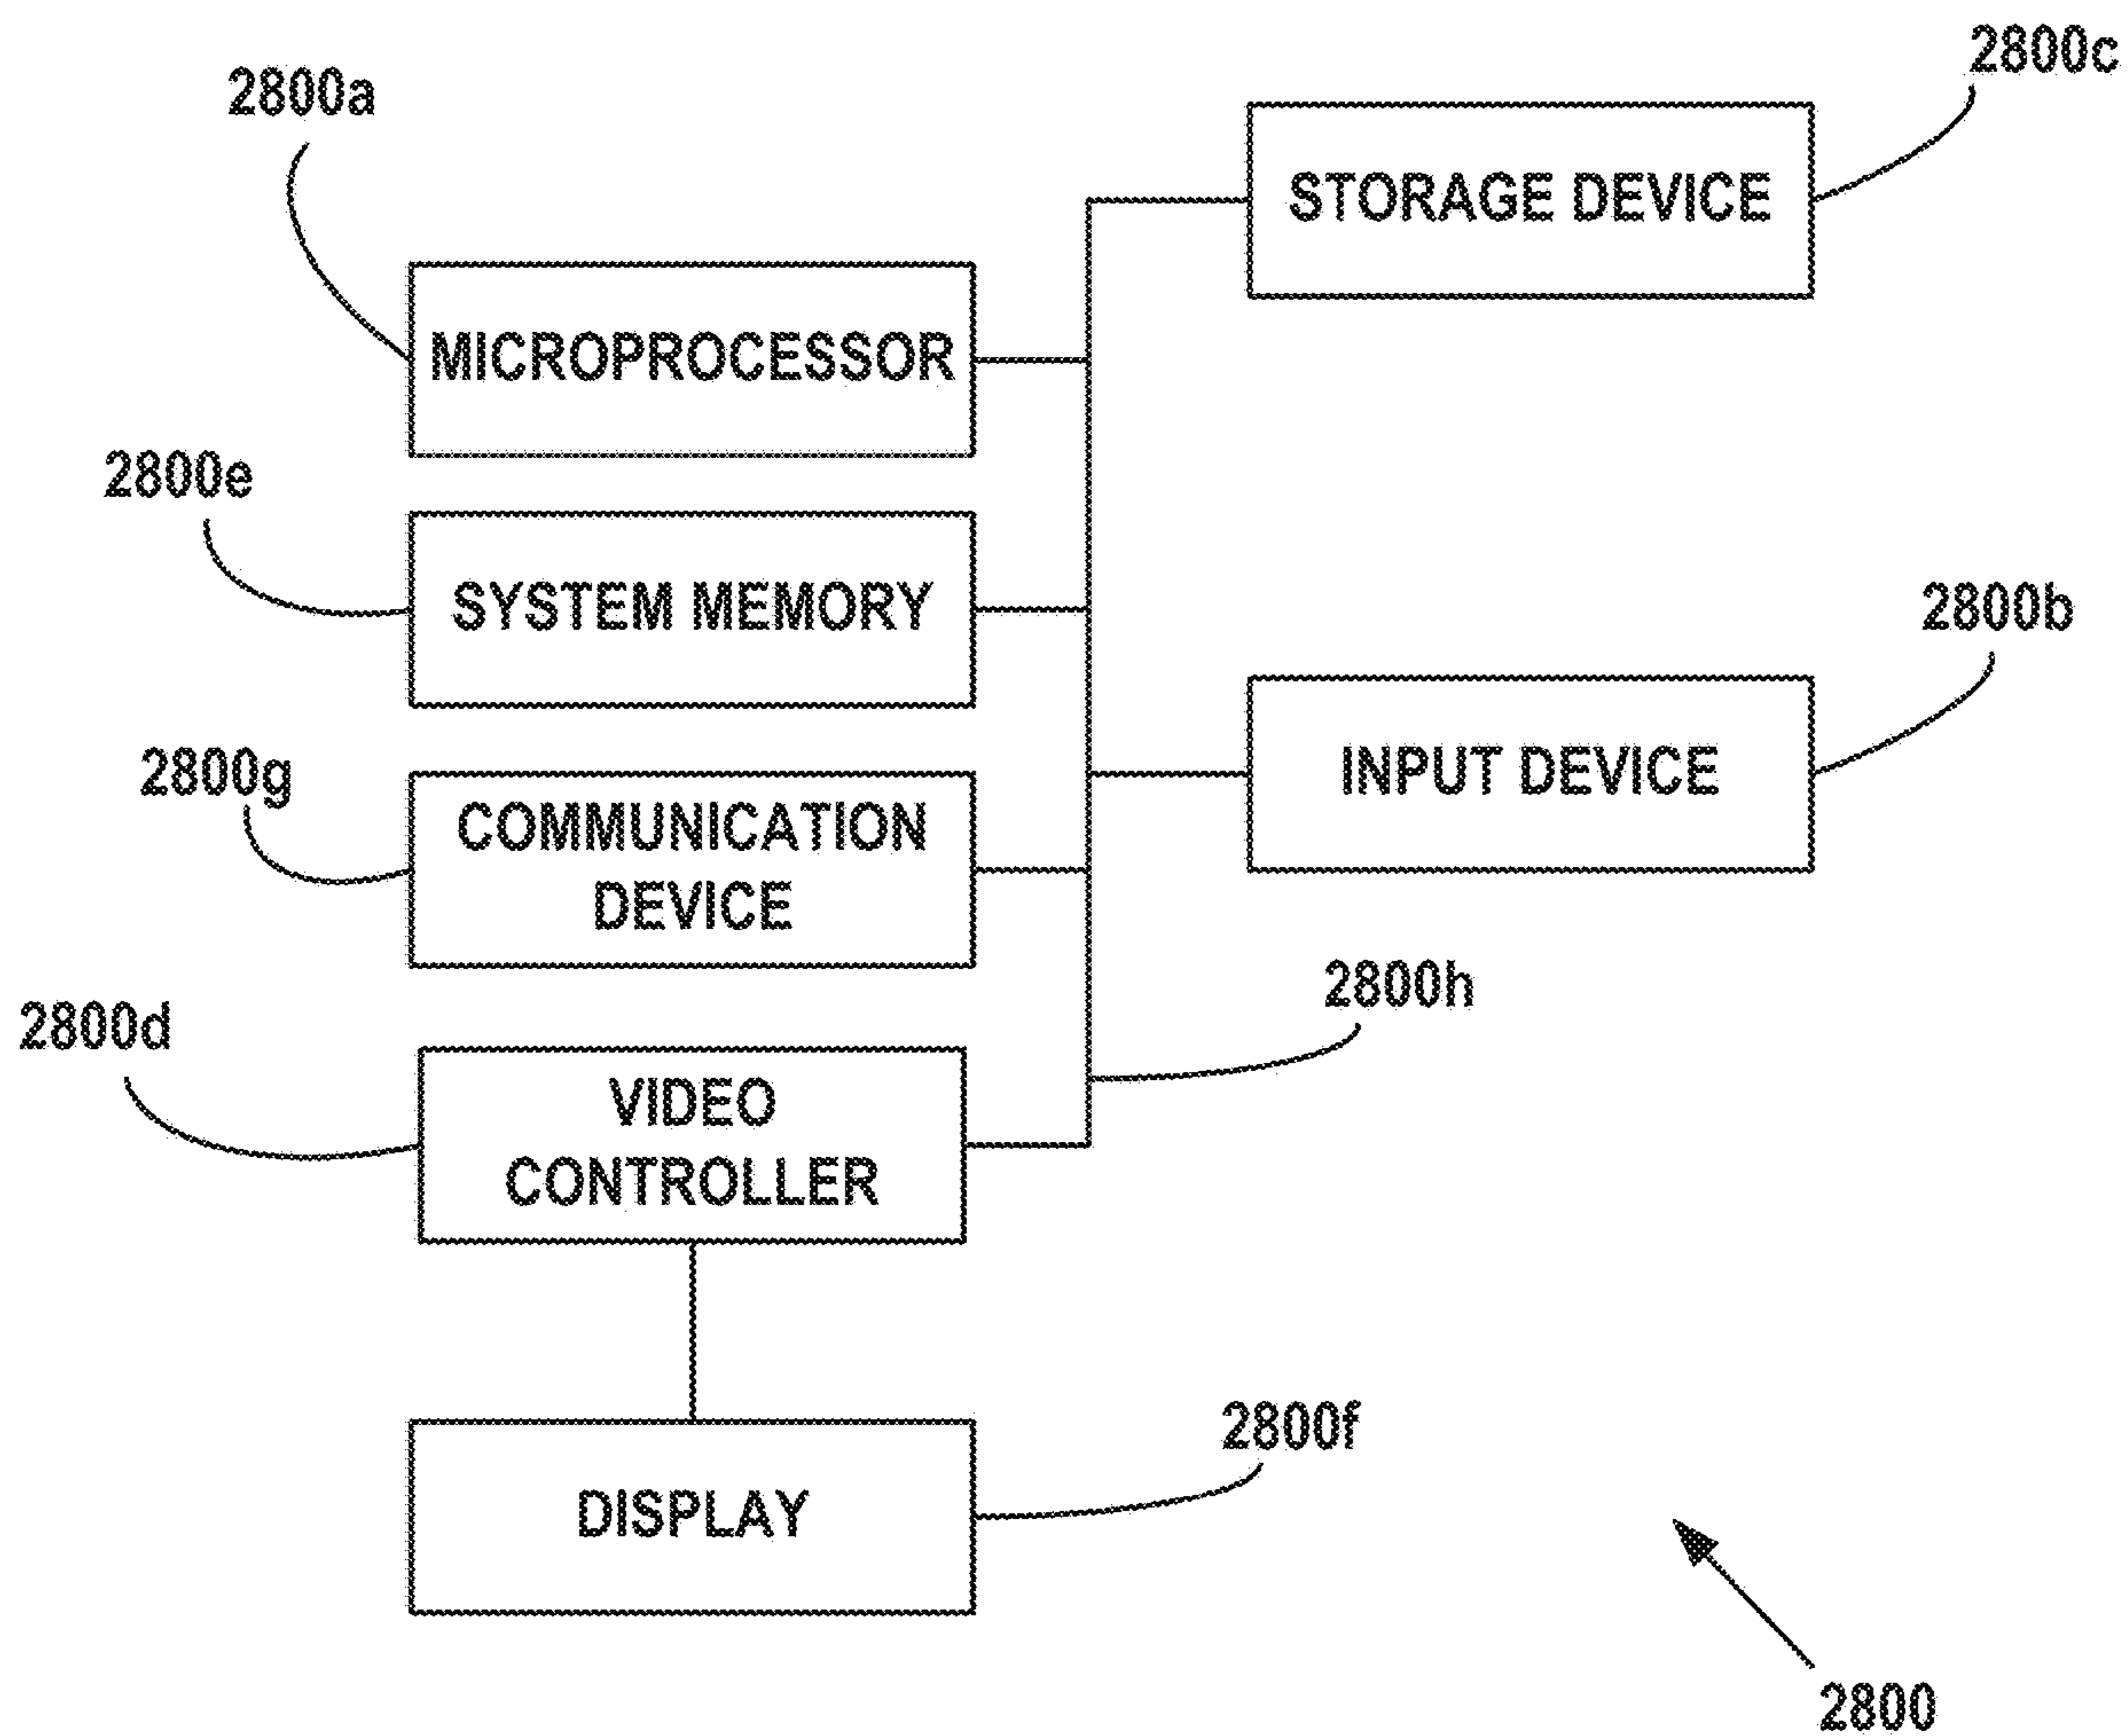 2800c
2800a
STORAGE DEVICE
MICROPROCESSOR
2800e
SYSTEM MEMORY
2800b
2800g
INPUT DEVICE
COMMUNICATION
DEVICE
2800h
2800d
VIDEO
CONTROLLER
2800f
DISPLAY
2800